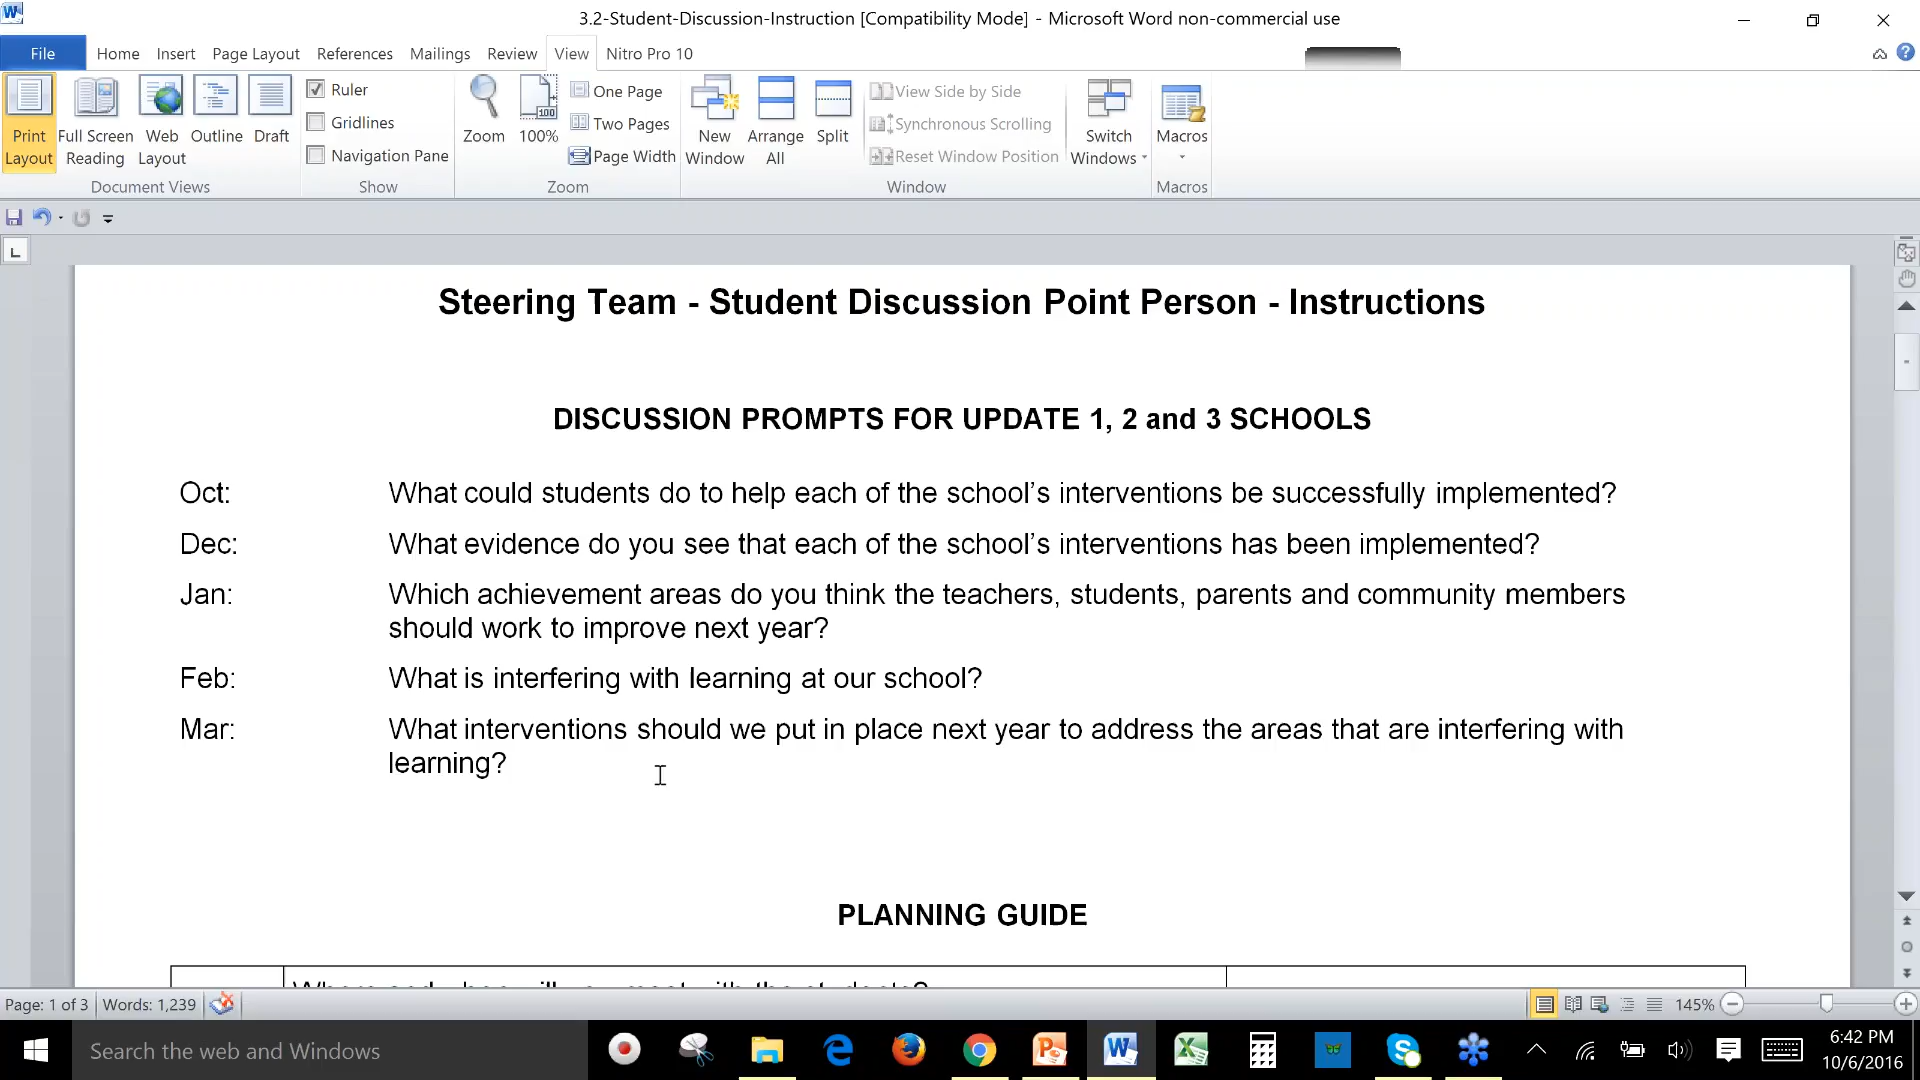 3.2-Student-Discussion-Instruction [Compatibility Mode] - Microsoft Word non-commercial use
File Home Insert Page Layout References Mailings Review View Nitro Pro 10
Print Layout
Full Screen Reading
Web Layout
Outline
Draft
Document Views
Ruler
Gridlines
Navigation Pane
Show
Zoom
100%
One Page
Two Pages
Page Width
Zoom
New Window
Arrange All
Split
View Side by Side
Synchronous Scrolling
Reset Window Position
Window
Switch Windows
Macros
Macros
Steering Team - Student Discussion Point Person - Instructions
DISCUSSION PROMPTS FOR UPDATE 1, 2 and 3 SCHOOLS
Oct: What could students do to help each of the school's interventions be successfully implemented?
Dec: What evidence do you see that each of the school's interventions has been implemented?
Jan: Which achievement areas do you think the teachers, students, parents and community members
should work to improve next year?
Feb: What is interfering with learning at our school?
Mar: What interventions should we put in place next year to address the areas that are interfering with
learning?
PLANNING GUIDE
Page: 1 of 3 Words: 1,239 145%
Search the web and Windows
6:42 PM
10/6/2016